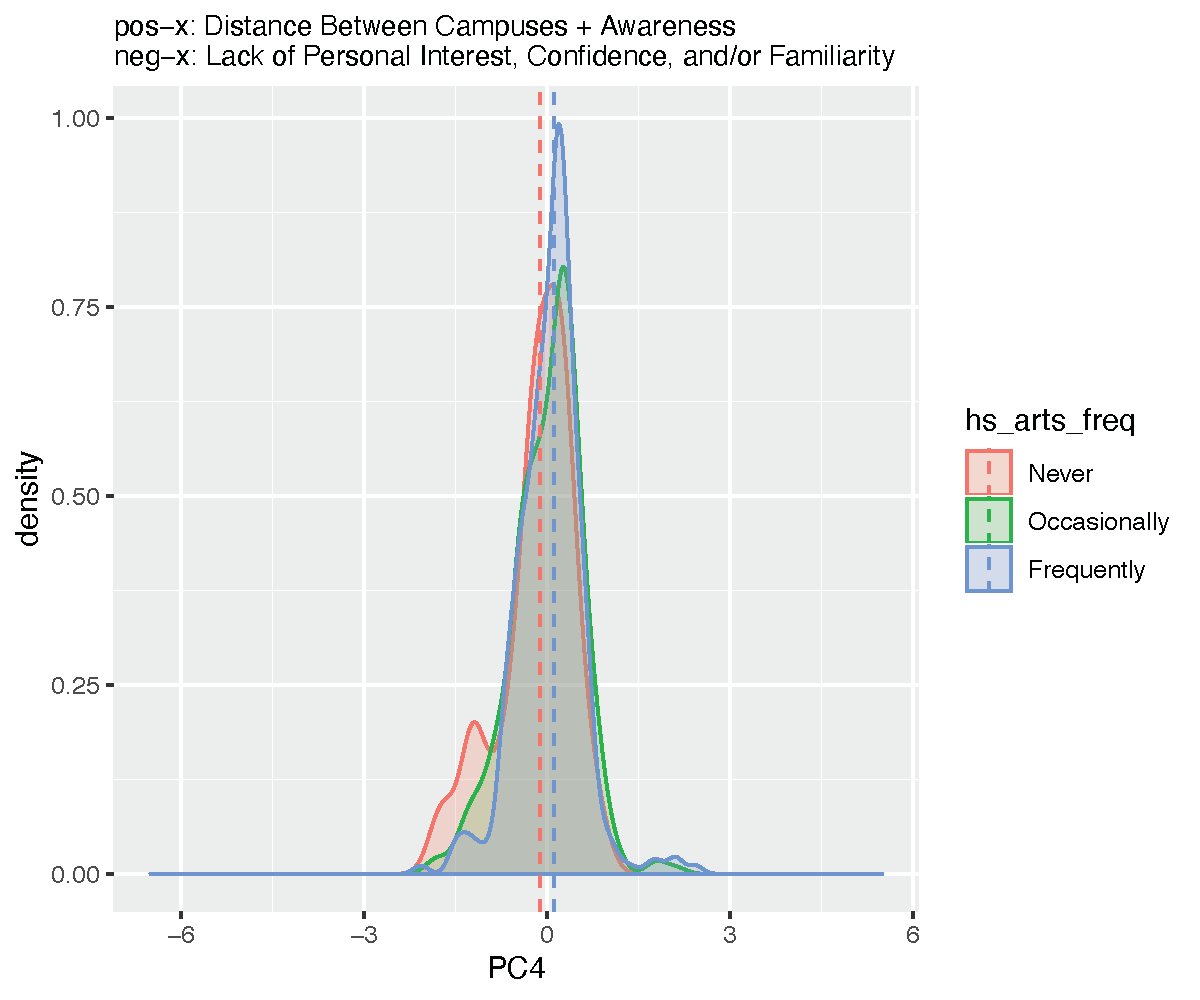 pos−x: Distance Between Campuses + Awareness
neg−x: Lack of Personal Interest, Confidence, and/or Familiarity
1.00
0.75
0.50
0.25
0.00
density
−6
−3
0
3
6
PC4
hs_arts_freq
Never
Occasionally
Frequently